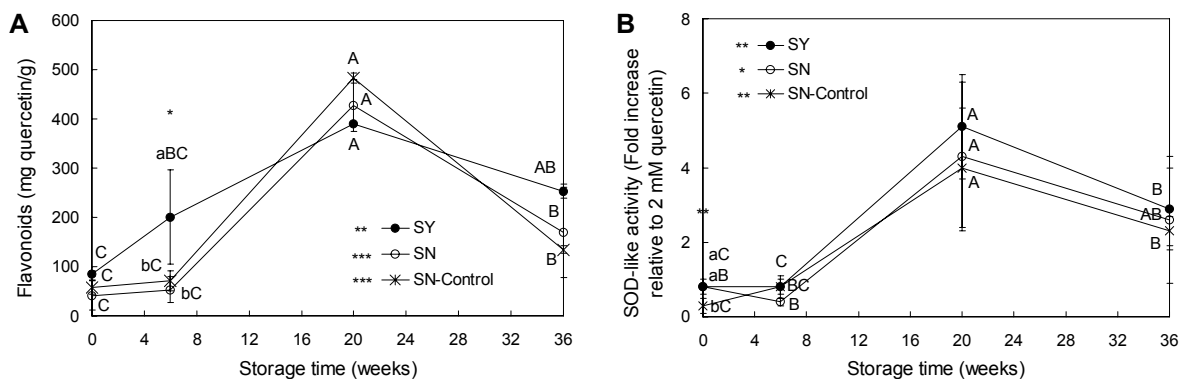 A
Flavonoids (mg quercetin/g)
600
500
400
300
200
100
0
0 4 8 12 16 20 24 28 32 36
Storage time (weeks)
*
aBC
C
C
C
bC
bC
A
A
A
AB
B
B
** SY
*** SN
*** SN-Control
B
SOD-like activity (Fold increase
relative to 2 mM quercetin)
8
6
4
2
0
0 4 8 12 16 20 24 28 32 36
Storage time (weeks)
** SY
* SN
** SN-Control
**
aC
aB
bC
C
BC
B
A
A
A
B
AB
B